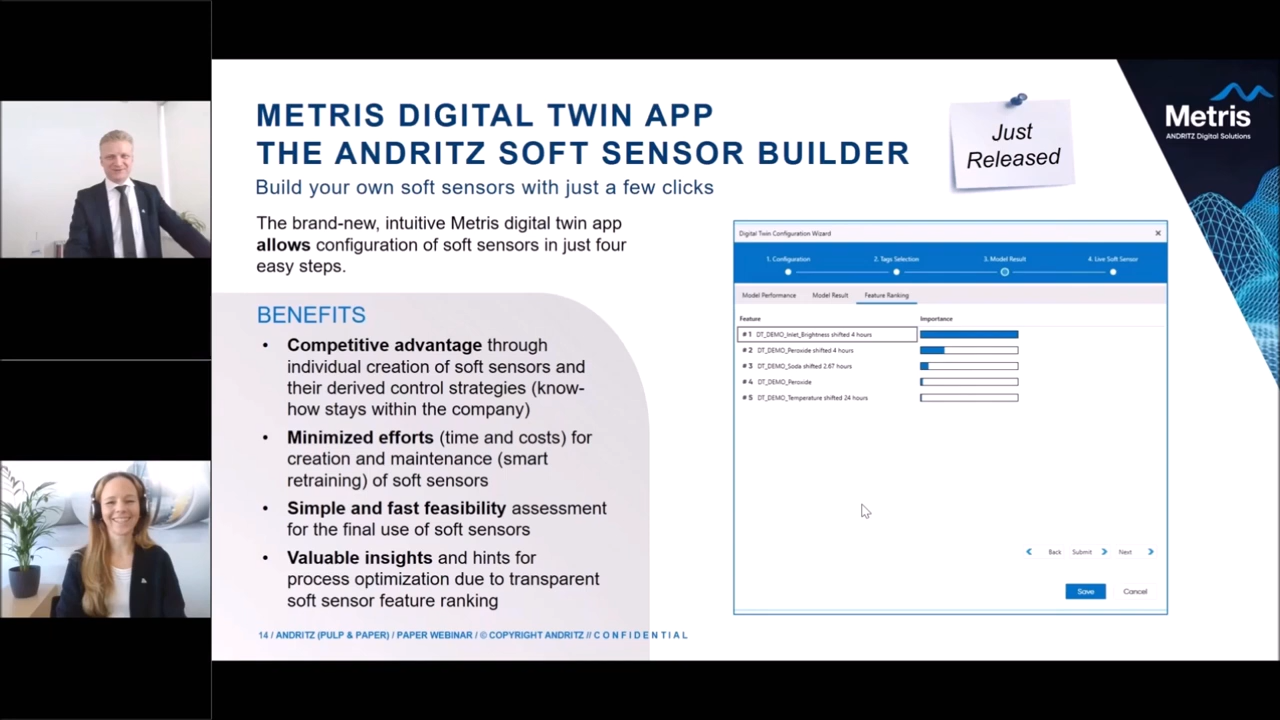 METRIS DIGITAL TWIN APP
THE ANDRITZ SOFT SENSOR BUILDER
Build your own soft sensors with just a few clicks
Just
Released
Metris
ANDRITZ Digital Solutions
The brand-new, intuitive Metris digital twin app
allows configuration of soft sensors in just four
easy steps.
BENEFITS
• Competitive advantage through
individual creation of soft sensors and
their derived control strategies (know-
how stays within the company)
• Minimized efforts (time and costs) for
creation and maintenance (smart
retraining) of soft sensors
• Simple and fast feasibility assessment
for the final use of soft sensors
• Valuable insights and hints for
process optimization due to transparent
soft sensor feature ranking
Digital Twin Configuration Wizard
1. Configuration 2. Tags Selection 3. Model Result 4. Live Soft Sensor
Model Performance Model Result Feature Ranking
Feature Importance
# 1 DT_DEMO_Inlet_Brightness shifted 4 hours
# 2 DT_DEMO_Peroxide shifted 4 hours
# 3 DT_DEMO_Soda shifted 2.67 hours
# 4 DT_DEMO_Peroxide
# 5 DT_DEMO_Temperature shifted 24 hours
Back Submit Next
Save Cancel
14 / ANDRITZ (PULP & PAPER) / PAPER WEBINAR / © COPYRIGHT ANDRITZ // CONFIDENTIAL